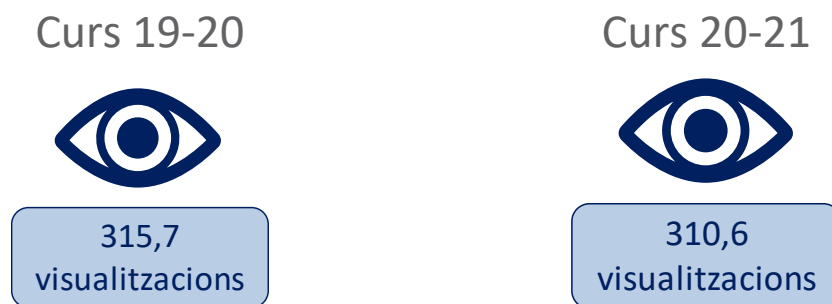 Curs 19-20
315,7
visualitzacions
Curs 20-21
310,6
visualitzacions